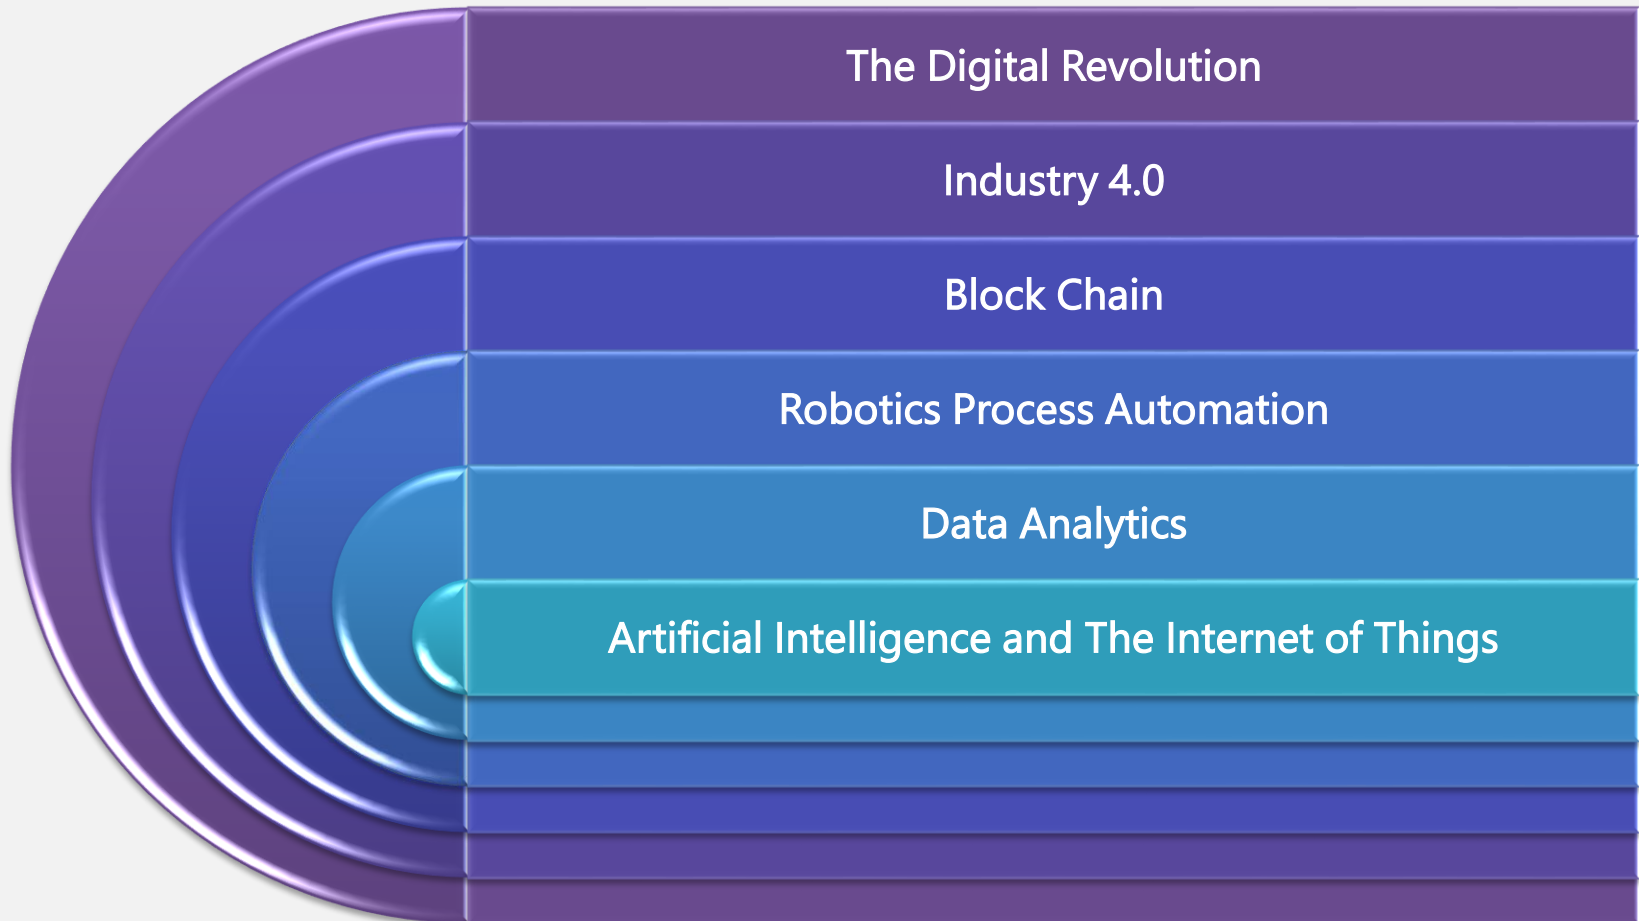 The Digital Revolution
Industry 4.0
Block Chain
Robotics Process Automation
Data Analytics
Artificial Intelligence and The Internet of Things